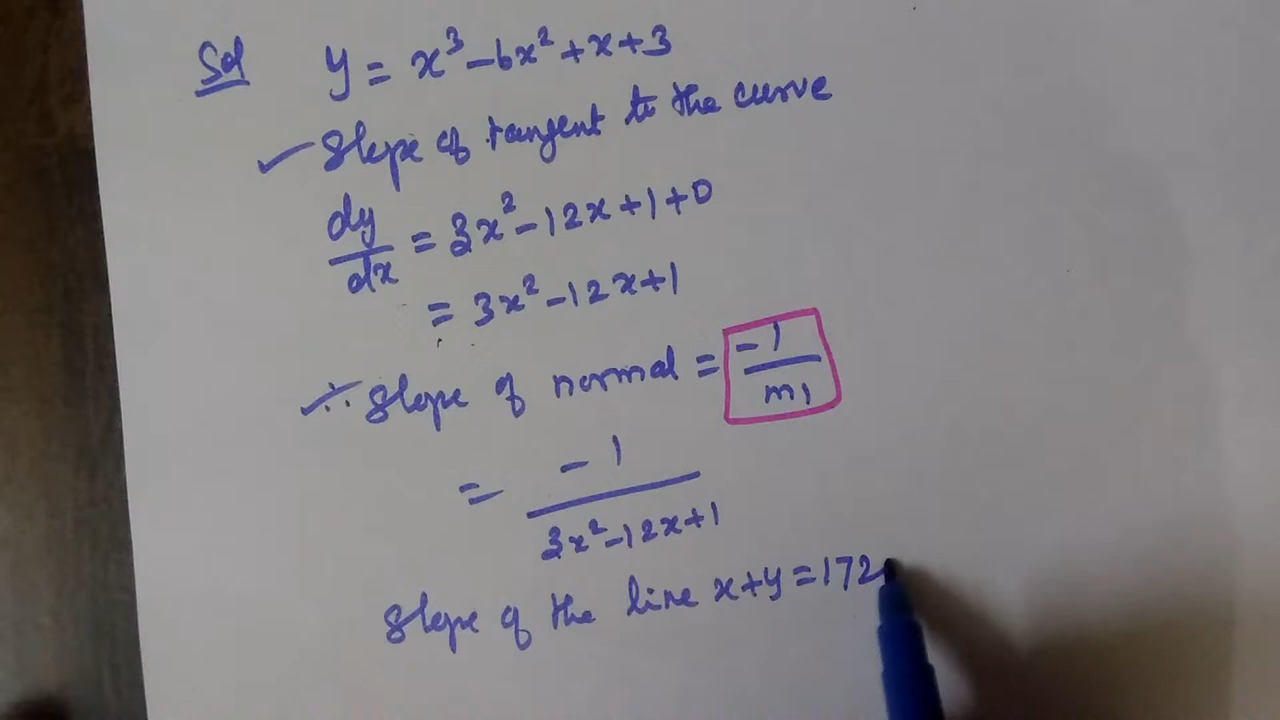 Sol y = x³ - 6x² + x + 3
✓ Slope of tangent to the curve
dy/dx = 3x² - 12x + 1 + 0
= 3x² - 12x + 1
✓ ∴ Slope of normal = -1/m₁
= -1/(3x² - 12x + 1)
Slope of the line x + y = 172